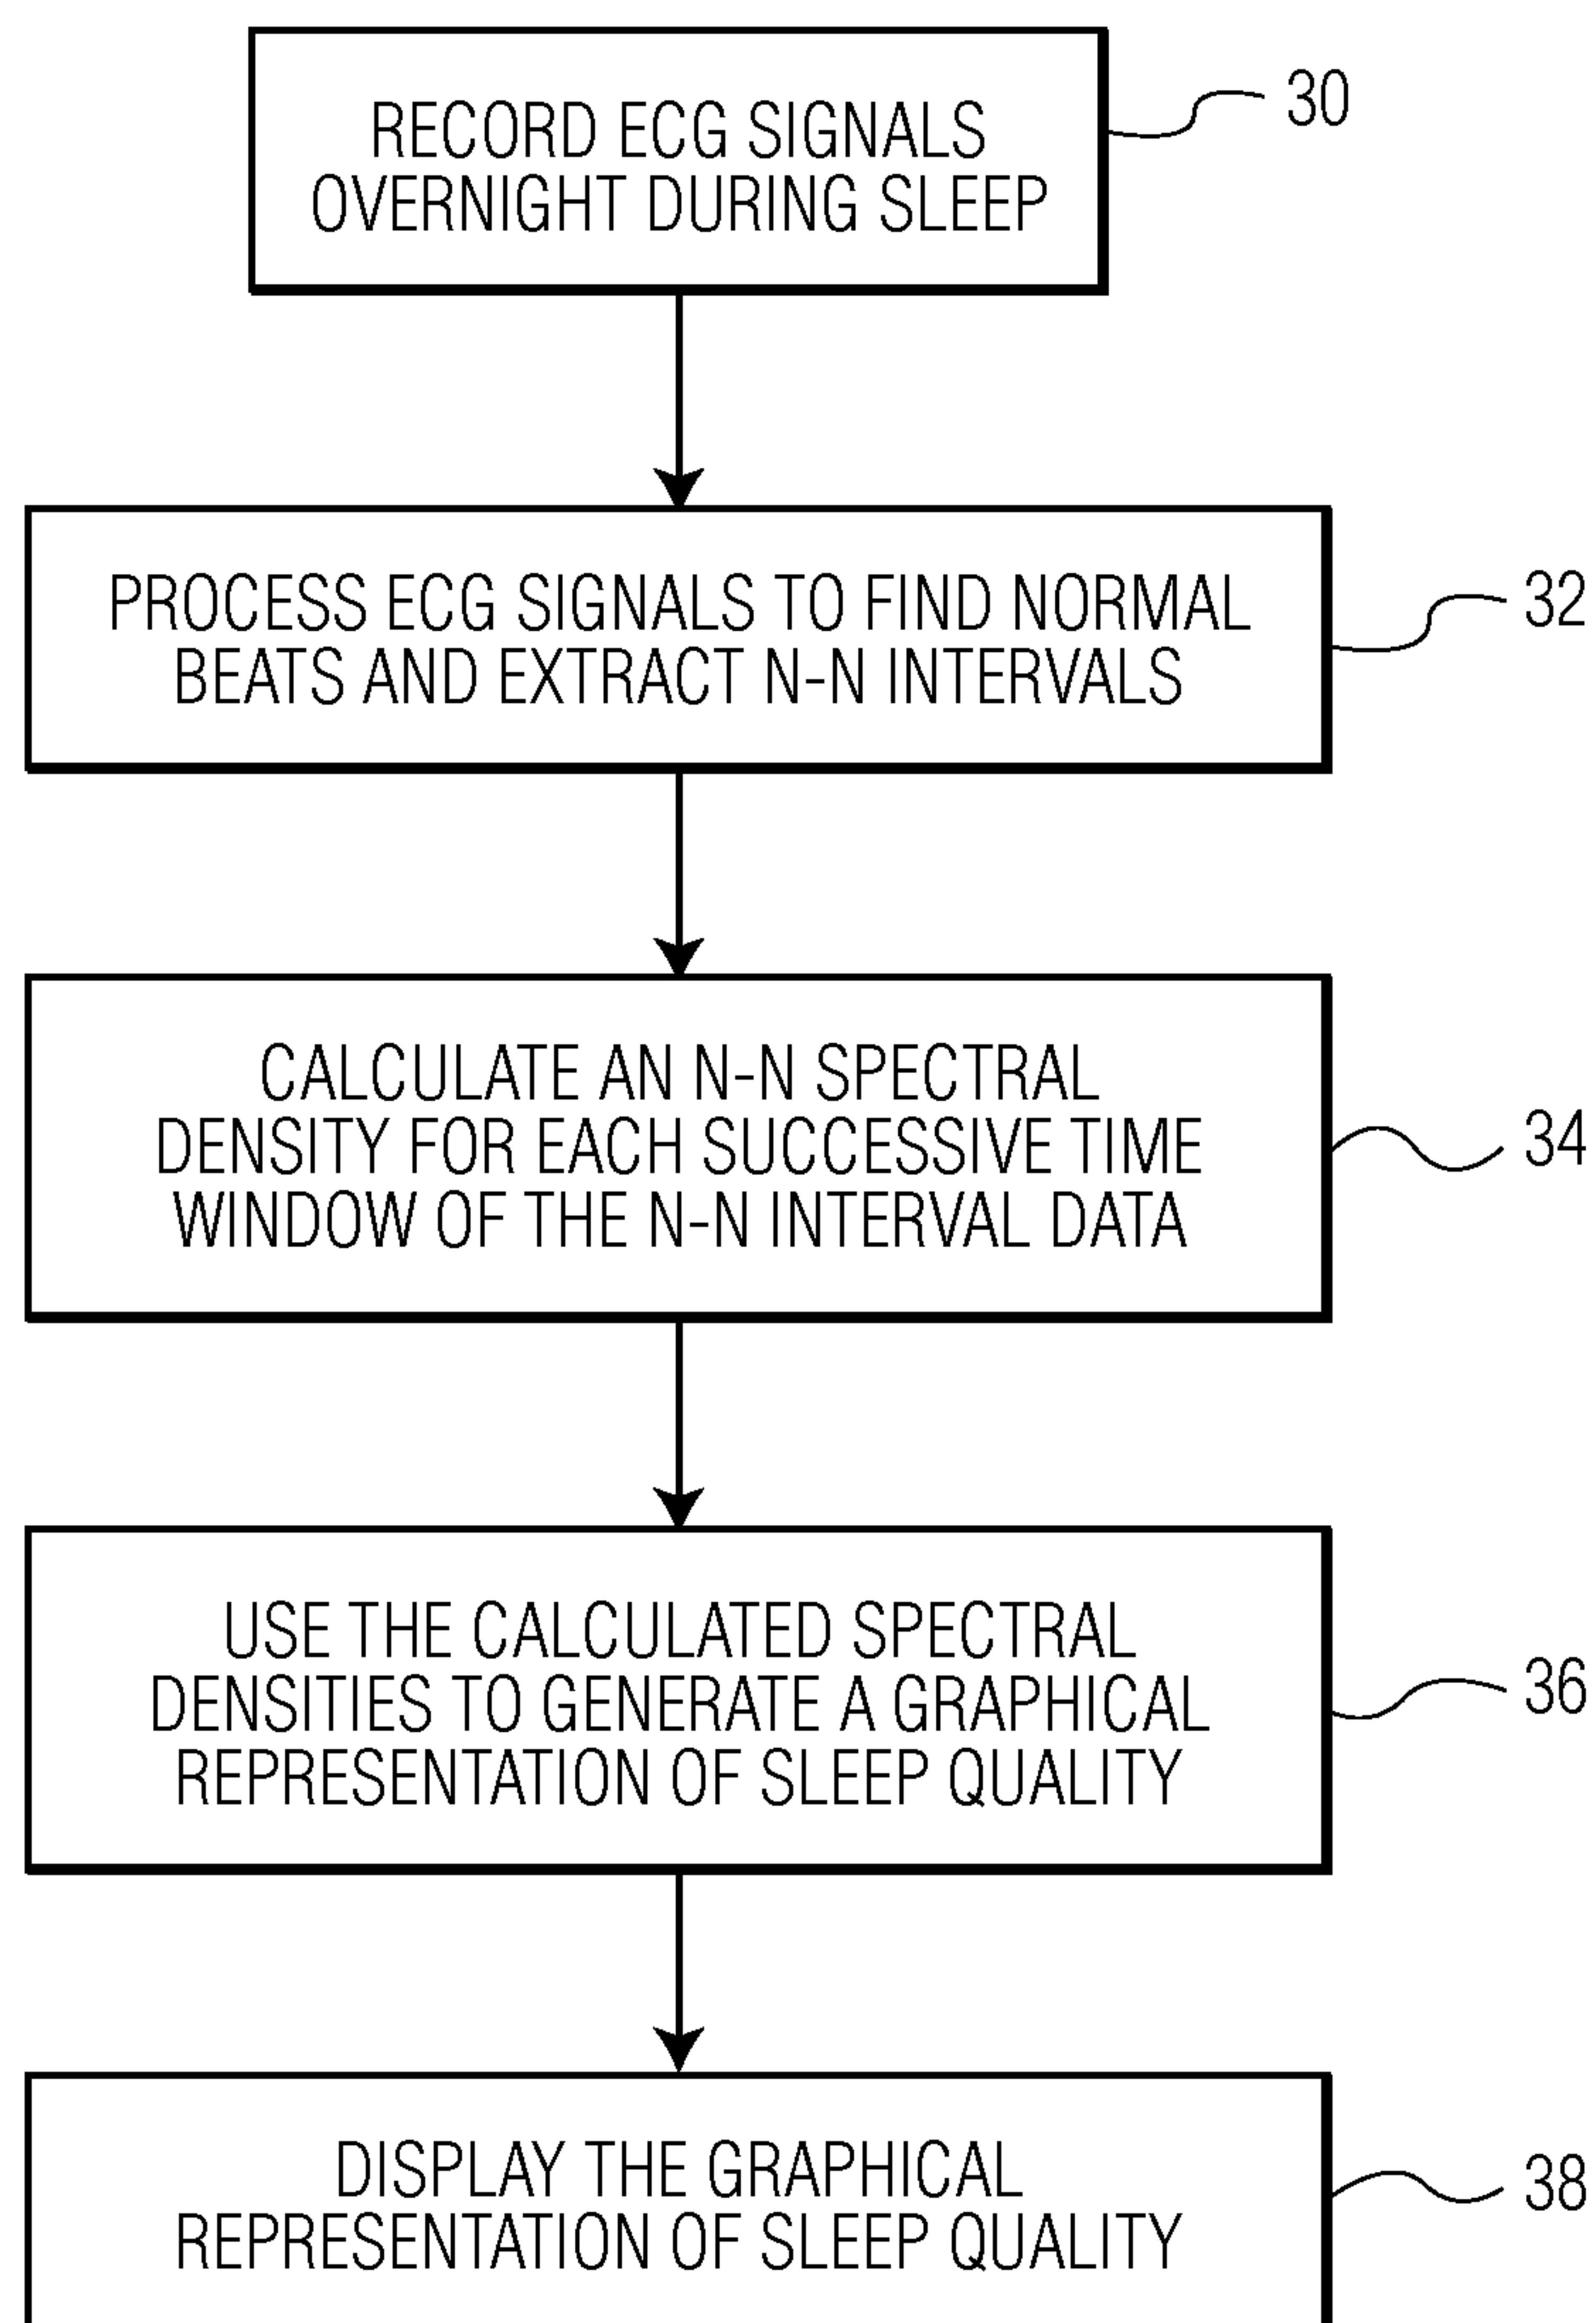 RECORD ECG SIGNALS
OVERNIGHT DURING SLEEP
30
PROCESS ECG SIGNALS TO FIND NORMAL
BEATS AND EXTRACT N-N INTERVALS
32
CALCULATE AN N-N SPECTRAL
DENSITY FOR EACH SUCCESSIVE TIME
WINDOW OF THE N-N INTERVAL DATA
34
USE THE CALCULATED SPECTRAL
DENSITIES TO GENERATE A GRAPHICAL
REPRESENTATION OF SLEEP QUALITY
36
DISPLAY THE GRAPHICAL
REPRESENTATION OF SLEEP QUALITY
38